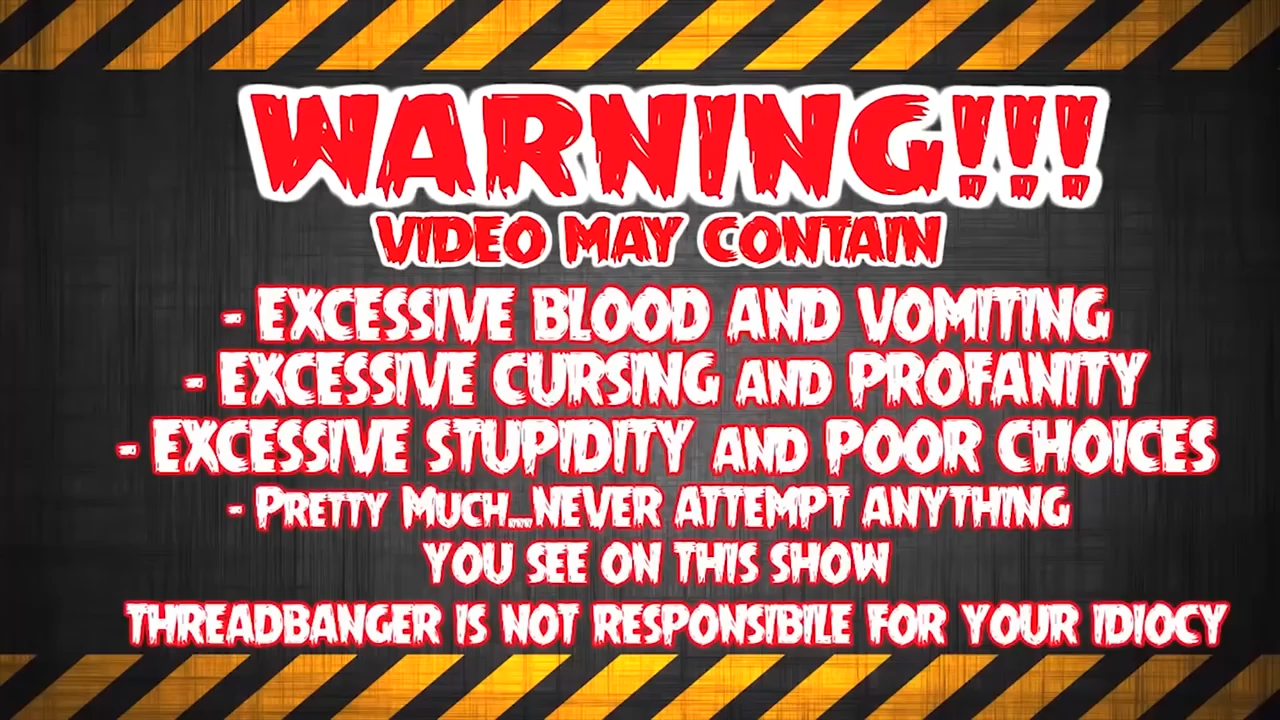 WARNING!!!
VIDEO MAY CONTAIN
- EXCESSIVE BLOOD AND VOMITING
- EXCESSIVE CURSING AND PROFANITY
- EXCESSIVE STUPIDITY AND POOR CHOICES
- PRETTY MUCH...NEVER ATTEMPT ANYTHING
YOU SEE ON THIS SHOW
THREADBANGER IS NOT RESPONSIBILE FOR YOUR IDIOCY